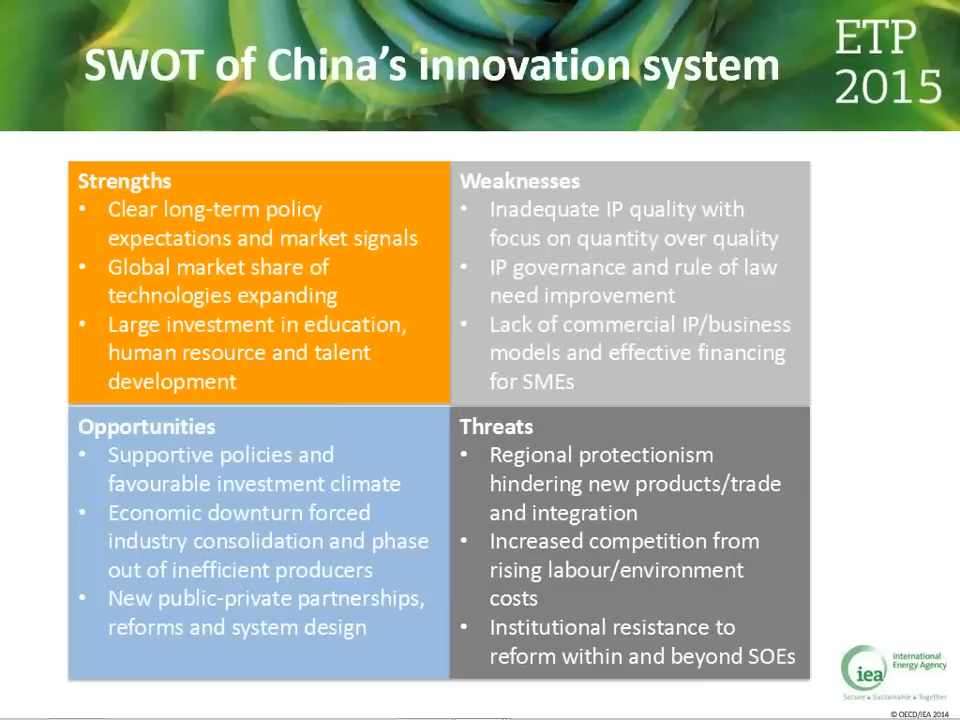 SWOT of China's innovation system
ETP
2015
Strengths
• Clear long-term policy
expectations and market signals
• Global market share of
technologies expanding
• Large investment in education,
human resource and talent
development
Weaknesses
• Inadequate IP quality with
focus on quantity over quality
• IP governance and rule of law
need improvement
• Lack of commercial IP/business
models and effective financing
for SMEs
Opportunities
• Supportive policies and
favourable investment climate
• Economic downturn forced
industry consolidation and phase
out of inefficient producers
• New public-private partnerships,
reforms and system design
Threats
• Regional protectionism
hindering new products/trade
and integration
• Increased competition from
rising labour/environment
costs
• Institutional resistance to
reform within and beyond SOEs
iea
International
Energy Agency
Secure • Sustainable • Together
© OECD/IEA 2014